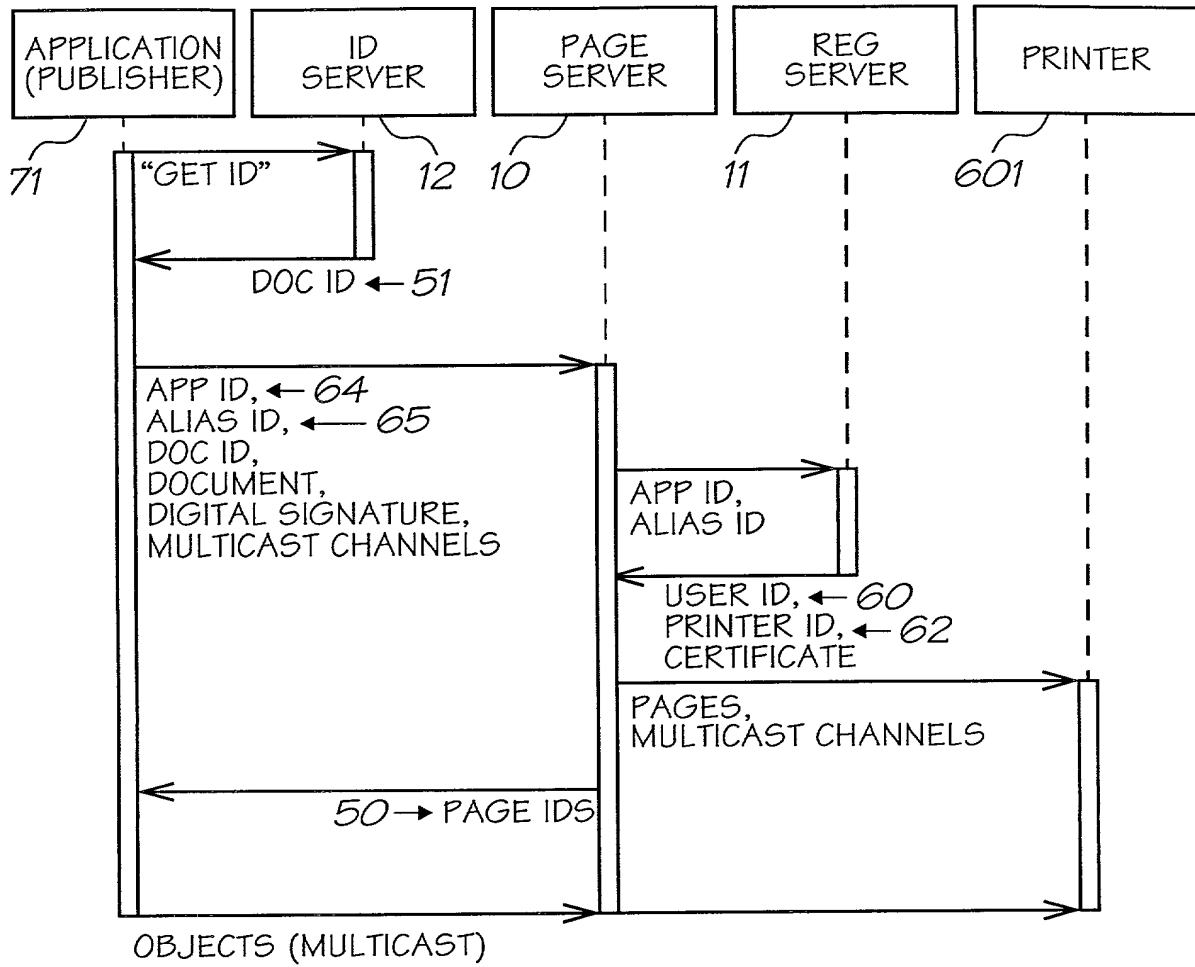 APPLICATION
(PUBLISHER)
ID
SERVER
PAGE
SERVER
REG
SERVER
PRINTER
71
12
10
11
601
"GET ID"
DOC ID ← 51
APP ID, ← 64
ALIAS ID, ← 65
DOC ID,
DOCUMENT,
DIGITAL SIGNATURE,
MULTICAST CHANNELS
APP ID,
ALIAS ID
USER ID, ← 60
PRINTER ID, ← 62
CERTIFICATE
PAGES,
MULTICAST CHANNELS
50 → PAGE IDS
OBJECTS (MULTICAST)